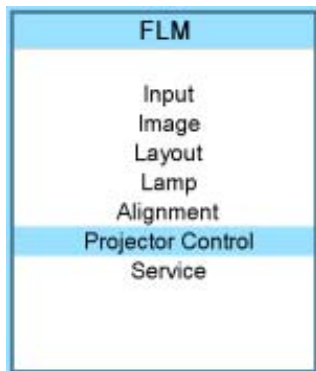 FLM
Input
Image
Layout
Lamp
Alignment
Projector Control
Service